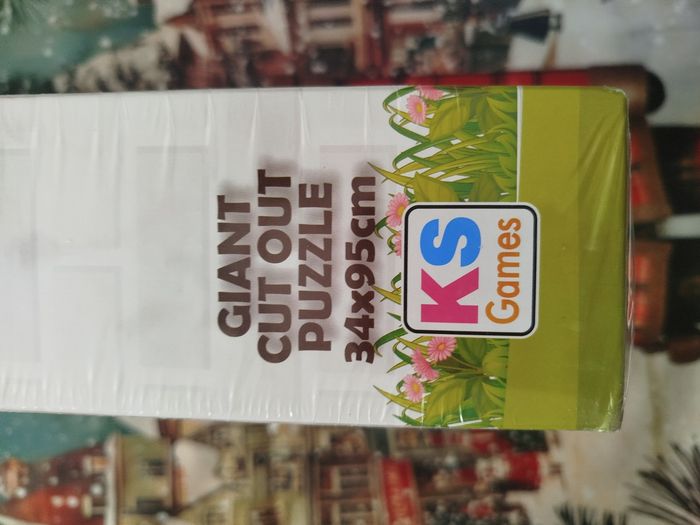 GIANT
CUT OUT
PUZZLE
34x95cm
KS
Games